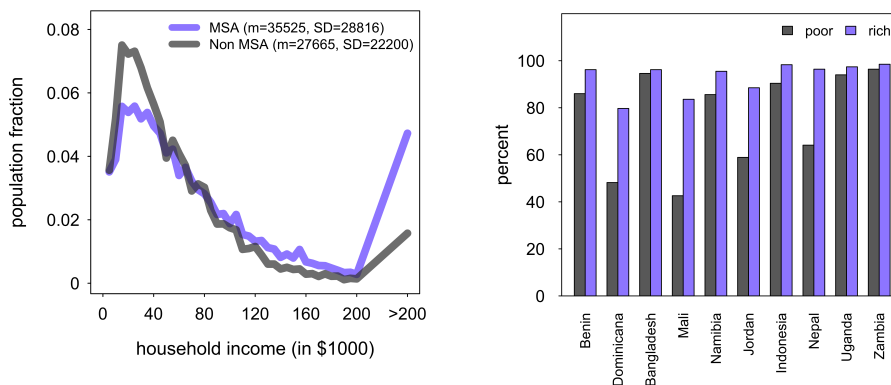 MSA (m=35525, SD=28816)
Non MSA (m=27665, SD=22200)
population fraction
0.08
0.06
0.04
0.02
0
0 40 80 120 160 200 >200
household income (in $1000)
poor rich
percent
100
80
60
40
20
0
Benin
Dominicana
Bangladesh
Mali
Namibia
Jordan
Indonesia
Nepal
Uganda
Zambia